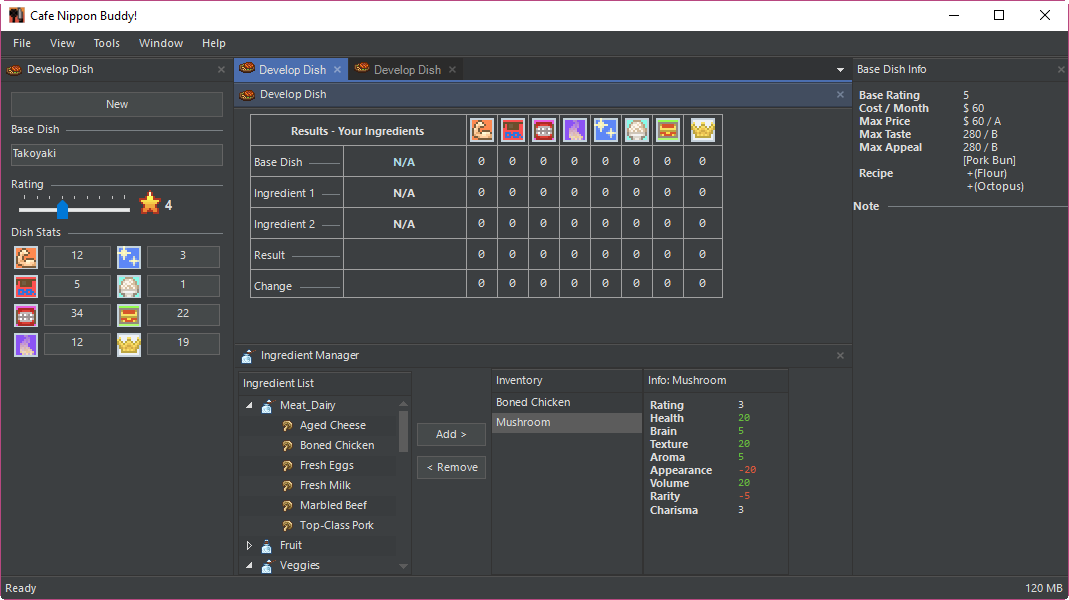 Cafe Nippon Buddy!
File View Tools Window Help
Develop Dish
New
Base Dish
Takoyaki
Rating
4
Dish Stats
12 3
5 1
34 22
12 19
Develop Dish Develop Dish
Develop Dish
Results - Your Ingredients
Base Dish N/A 0 0 0 0 0 0 0 0
Ingredient 1 N/A 0 0 0 0 0 0 0 0
Ingredient 2 N/A 0 0 0 0 0 0 0 0
Result 0 0 0 0 0 0 0 0
Change 0 0 0 0 0 0 0 0
Ingredient Manager
Ingredient List
Meat_Dairy
Aged Cheese
Boned Chicken
Fresh Eggs
Fresh Milk
Marbled Beef
Top-Class Pork
Fruit
Veggies
Add >
< Remove
Inventory
Boned Chicken
Mushroom
Info: Mushroom
Rating 3
Health 20
Brain 5
Texture 20
Aroma 5
Appearance -20
Volume 20
Rarity -5
Charisma 3
Base Dish Info
Base Rating 5
Cost / Month $ 60
Max Price $ 60 / A
Max Taste 280 / B
Max Appeal 280 / B
[Pork Bun]
Recipe +(Flour)
+(Octopus)
Note
Ready 120 MB